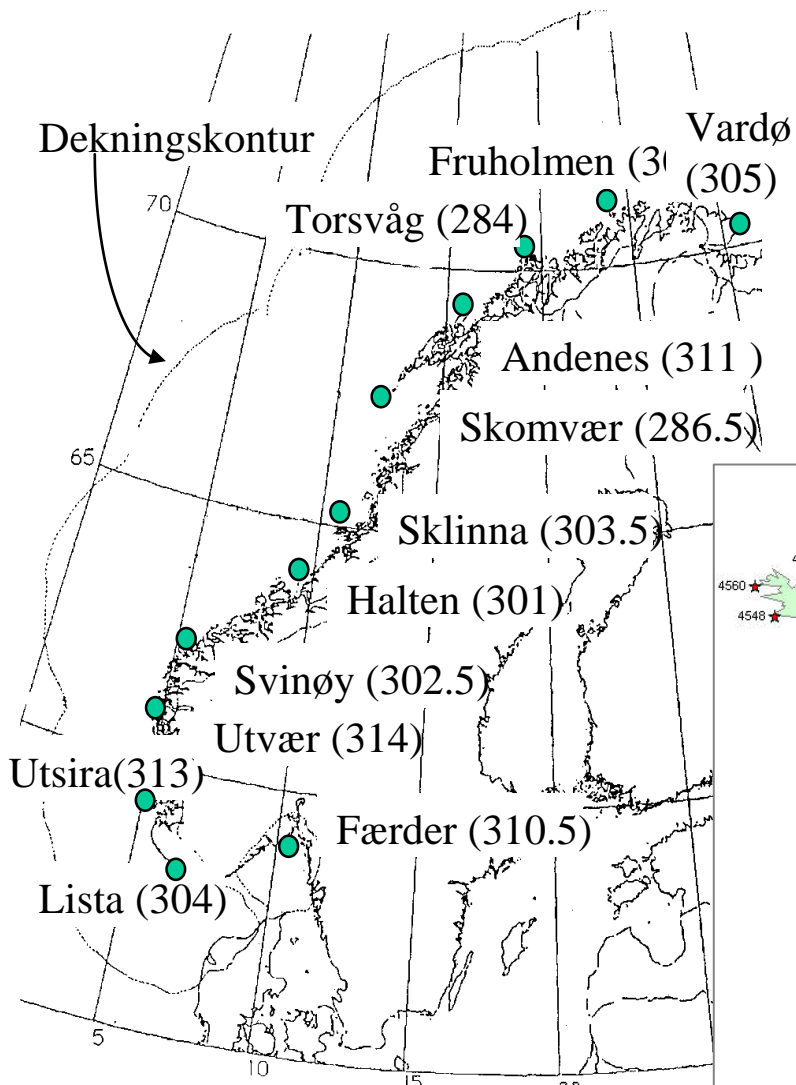 Dekningskontur
Vardø
(305)
Fruholmen (30
70
Torsvåg (284)
Andenes (311 )
Skomvær (286.5)
65
Sklinna (303.5)
4560
4548
Halten (301)
Svinøy (302.5)
Utvær (314)
Utsira(313)
Færder (310.5)
Lista (304)
5
10
15